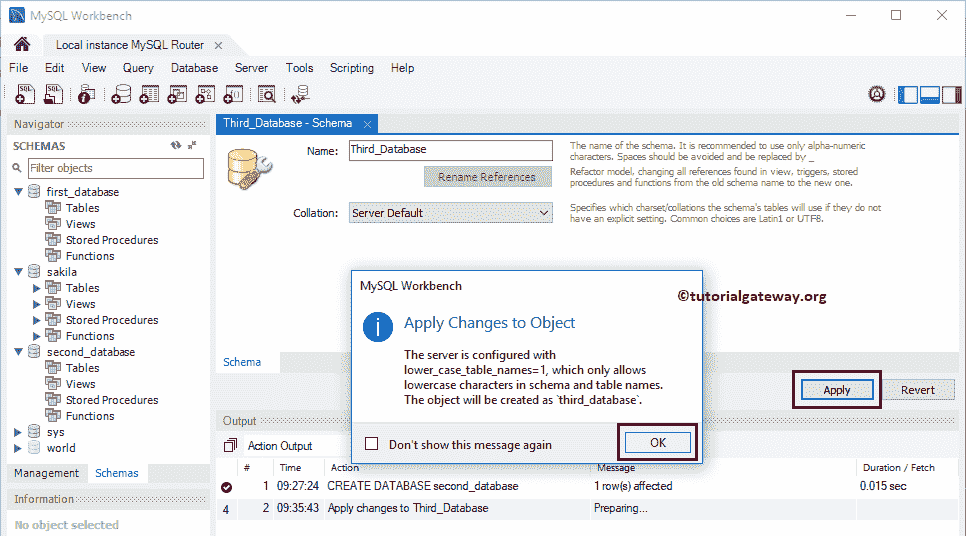 MySQL Workbench
Local instance MySQL Router
File Edit View Query Database Server Tools Scripting Help
Navigator
SCHEMAS
Filter objects
first_database
Tables
Views
Stored Procedures
Functions
sakila
Tables
Views
Stored Procedures
Functions
second_database
Tables
Views
Stored Procedures
Functions
sys
world
Management Schemas
Information
No object selected
Third_Database - Schema
Name: Third_Database
The name of the schema. It is recommended to use only alpha-numeric
characters. Spaces should be avoided and be replaced by _
Rename References
Refactor model, changing all references found in view, triggers, stored
procedures and functions from the old schema name to the new one.
Collation: Server Default
Specifies which charset/collations the schema's tables will use if they do not
have an explicit setting. Common choices are Latin1 or UTF8.
MySQL Workbench
Apply Changes to Object
The server is configured with
lower_case_table_names=1, which only allows
lowercase characters in schema and table names.
The object will be created as `third_database`.
Don't show this message again
OK
©tutorialgateway.org
Schema
Apply Revert
Output
Action Output
# Time Action Message Duration / Fetch
1 09:27:24 CREATE DATABASE second_database 1 row(s) affected 0.015 sec
4 2 09:35:43 Apply changes to Third_Database Preparing...